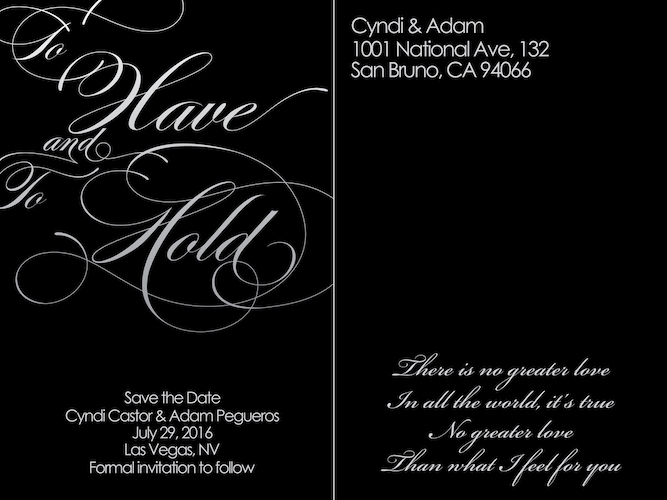 To
Have
and
To
Hold
Save the Date
Cyndi Castor & Adam Pegueros
July 29, 2016
Las Vegas, NV
Formal invitation to follow
Cyndi & Adam
1001 National Ave, 132
San Bruno, CA 94066
There is no greater love
In all the world, it's true
No greater love
Than what I feel for you